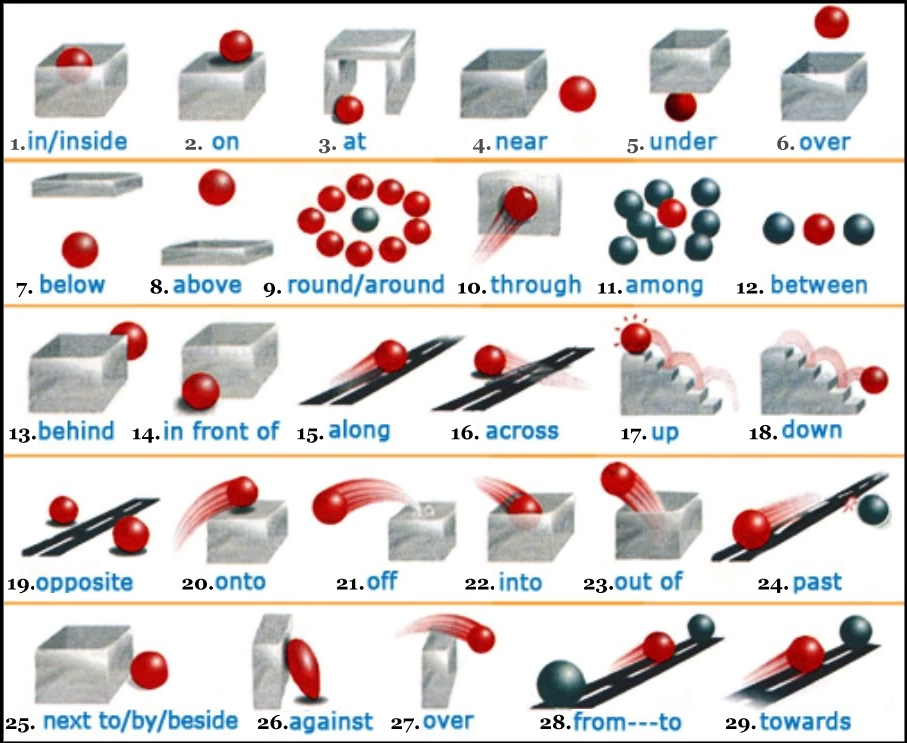 1.in/inside 2. on 3. at 4. near 5. under 6. over
7. below 8. above 9. round/around 10. through 11. among 12. between
13.behind 14.in front of 15. along 16. across 17. up 18. down
19.opposite 20.onto 21.off 22. into 23.out of 24. past
25. next to/by/beside 26.against 27. over 28.from---to 29.towards